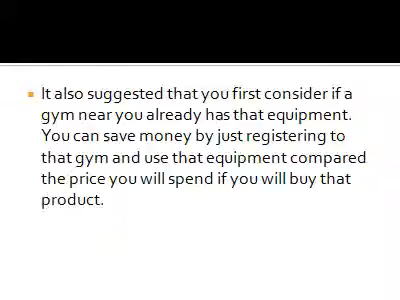 It also suggested that you first consider if a
gym near you already has that equipment.
You can save money by just registering to
that gym and use that equipment compared
the price you will spend if you will buy that
product.